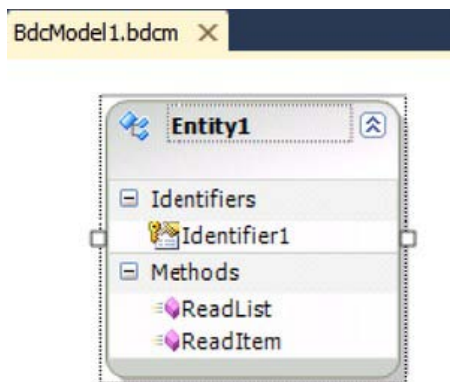 BdcModel1.bdcm
Entity1
Identifiers
Identifier1
Methods
ReadList
ReadItem